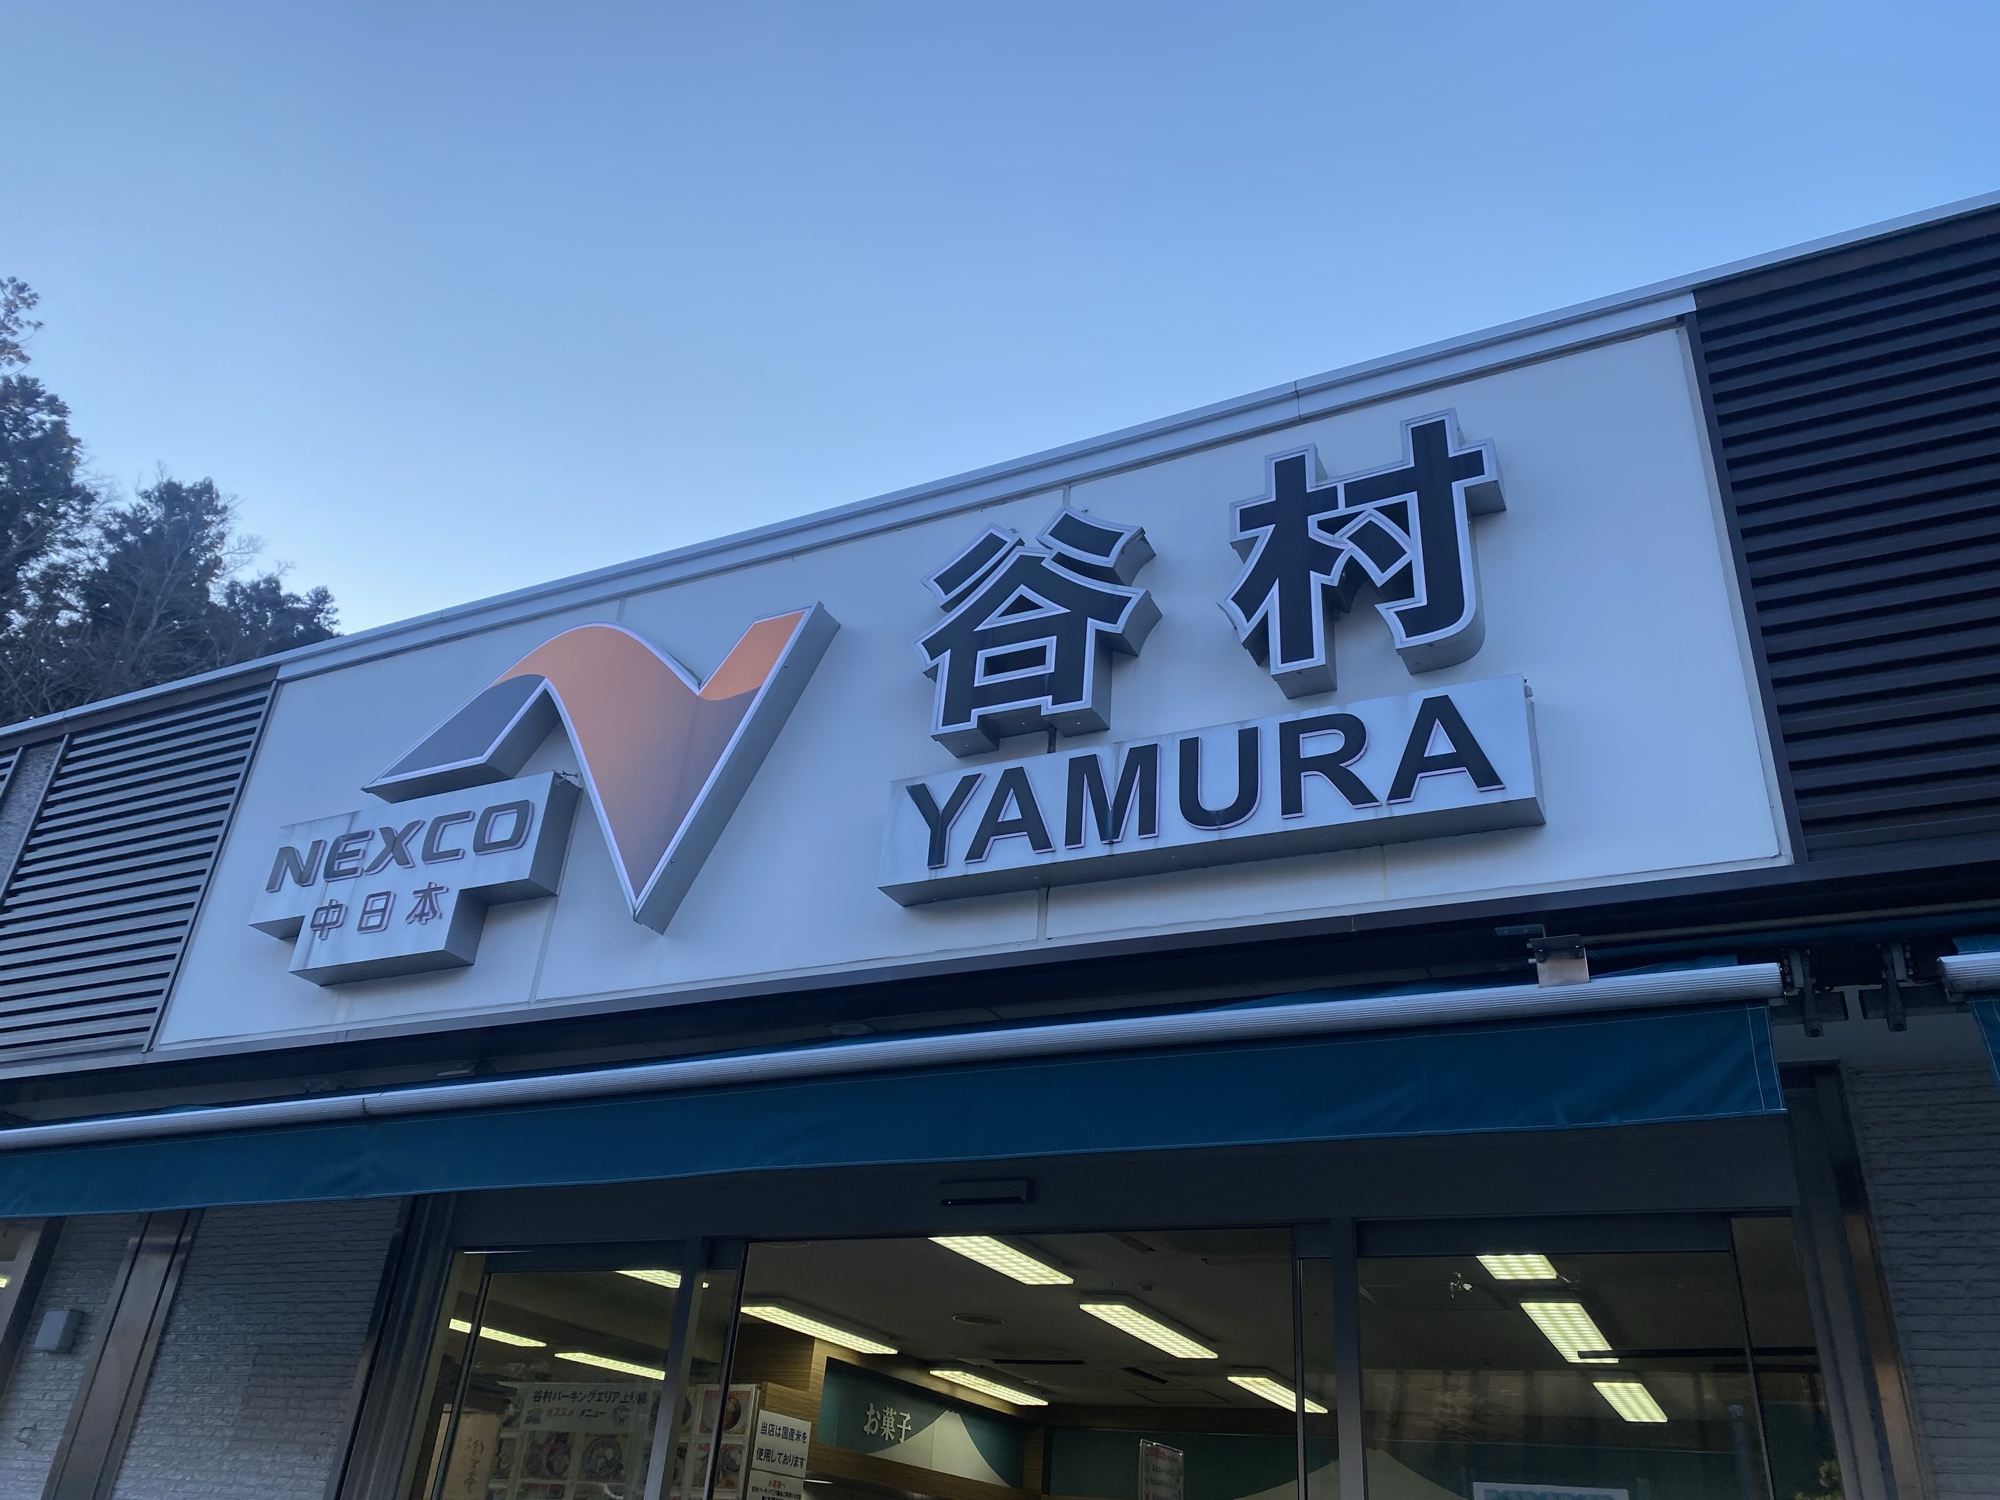 谷村
YAMURA
NEXCO
中日本
谷村パーキングエリア上り線
オススメ メニュー
お菓子
当店は国産米を
使用しております